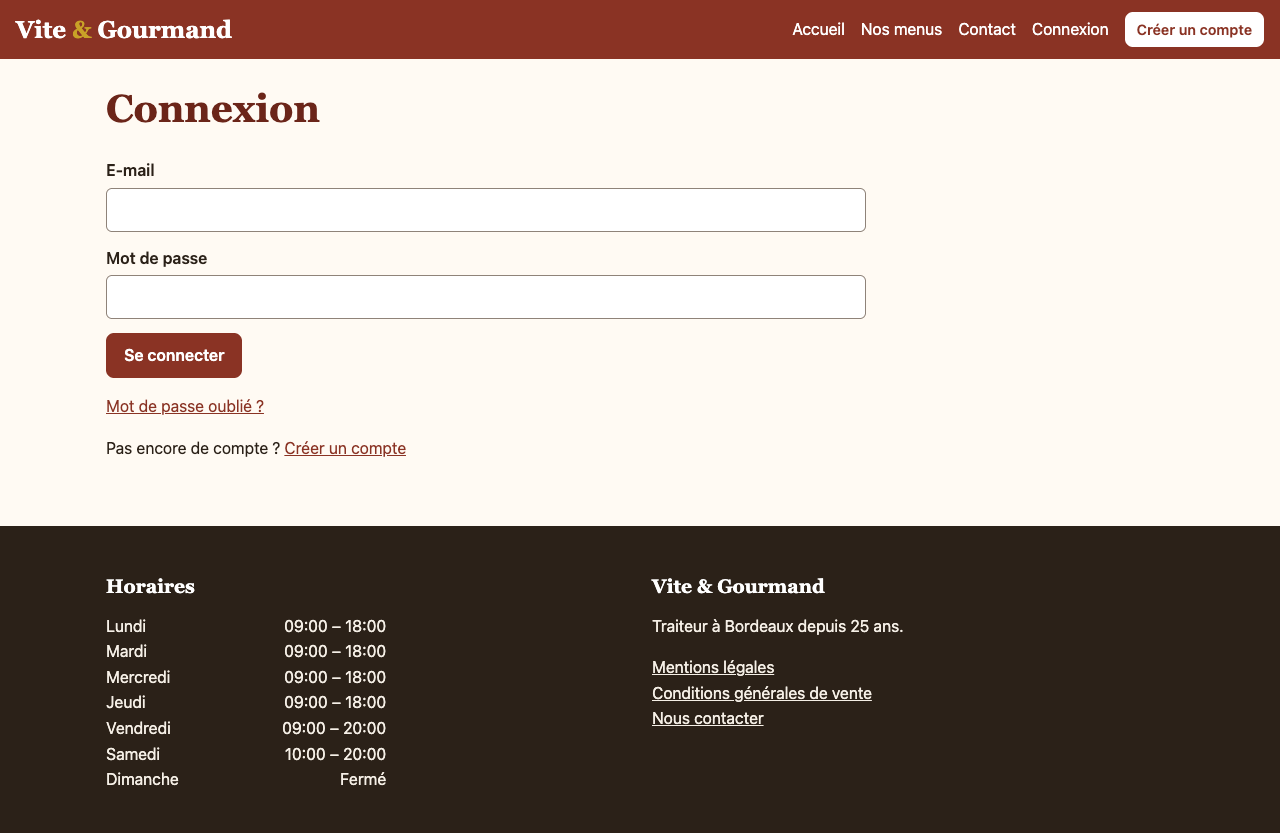 Vite & Gourmand
Accueil Nos menus Contact Connexion Créer un compte
Connexion
E-mail
Mot de passe
Se connecter
Mot de passe oublié ?
Pas encore de compte ? Créer un compte
Horaires
Lundi 09:00 – 18:00
Mardi 09:00 – 18:00
Mercredi 09:00 – 18:00
Jeudi 09:00 – 18:00
Vendredi 09:00 – 20:00
Samedi 10:00 – 20:00
Dimanche Fermé
Vite & Gourmand
Traiteur à Bordeaux depuis 25 ans.
Mentions légales
Conditions générales de vente
Nous contacter